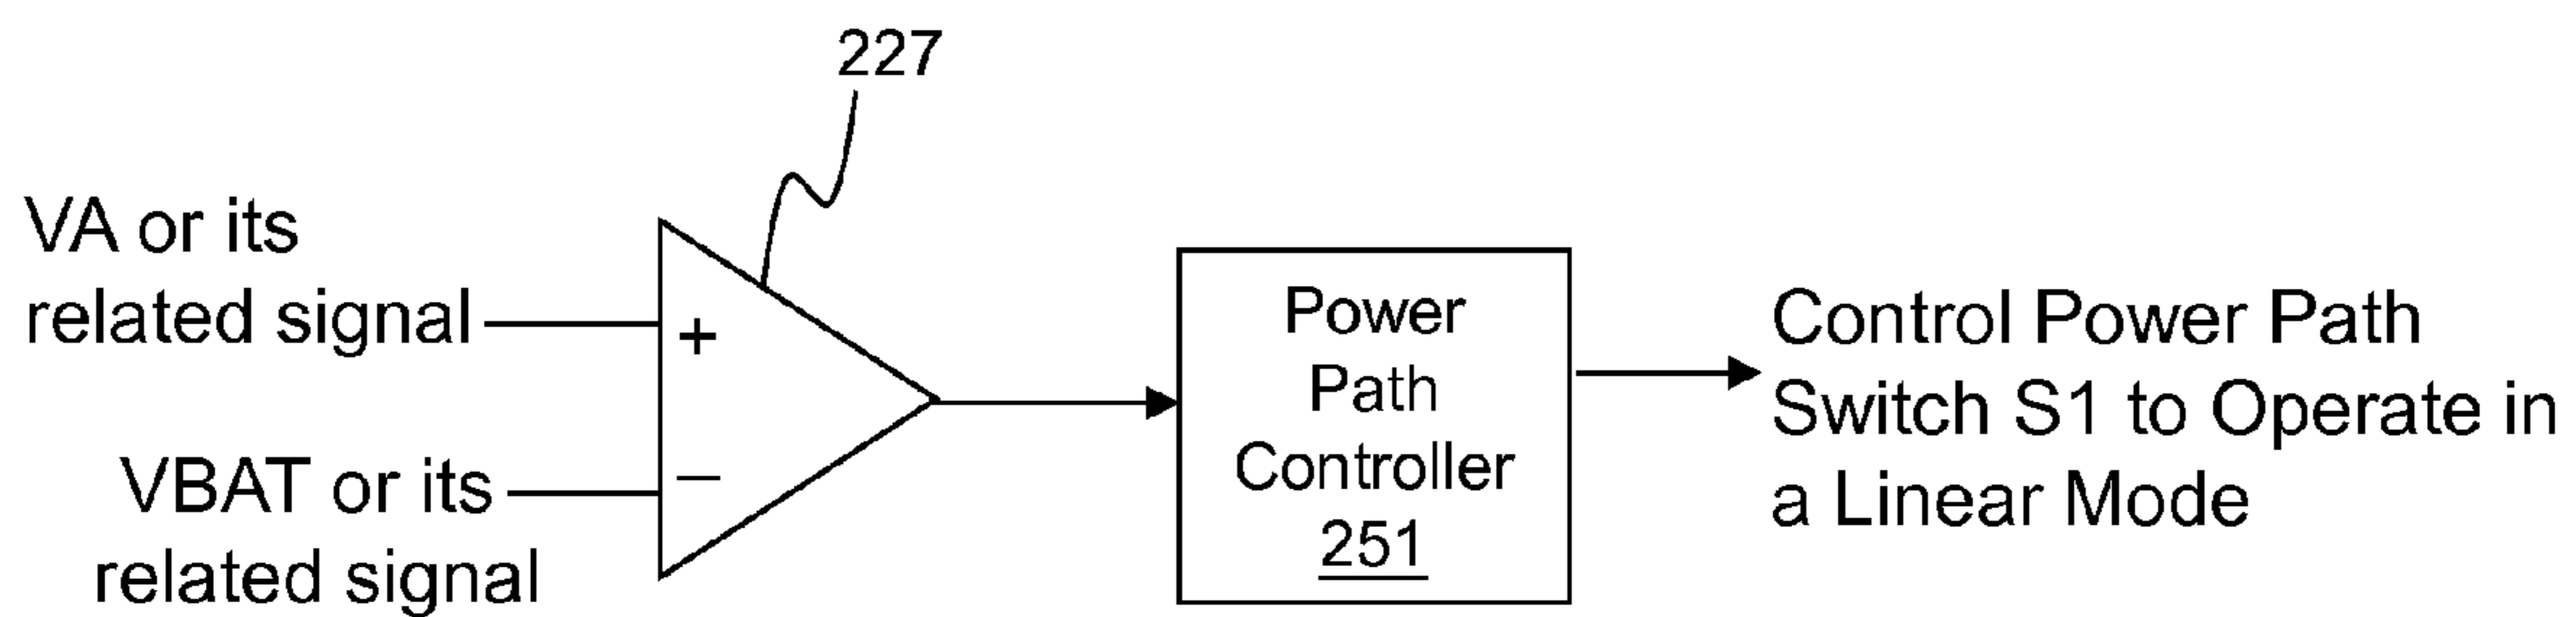 227
VA or its
related signal
+
VBAT or its
related signal
−
Power
Path
Controller
251
Control Power Path
Switch S1 to Operate in
a Linear Mode